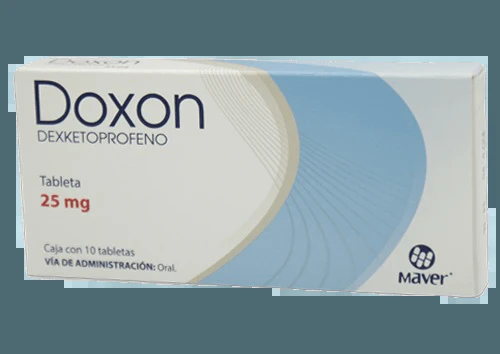 Doxon
DEXKETOPROFENO
Tableta
25 mg
Caja con 10 tabletas
VÍA DE ADMINISTRACIÓN: Oral.
Maver